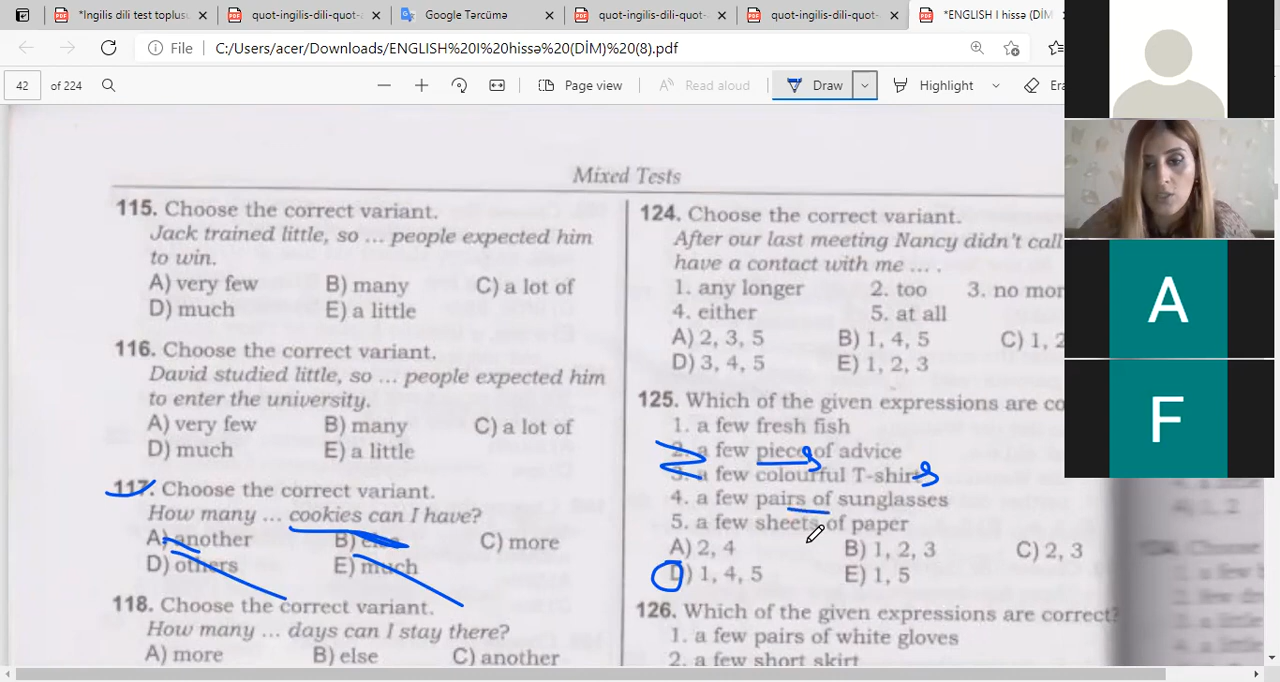 *Ingilis dili test toplusu
quot-ingilis-dili-quot-
Google Tərcümə
quot-ingilis-dili-quot-
quot-ingilis-dili-quot-
*ENGLISH I hissə (DİM
File
C:/Users/acer/Downloads/ENGLISH%20I%20hissə%20(DİM)%20(8).pdf
42 of 224
Page view
Read aloud
Draw
Highlight
Era
Mixed Tests
115. Choose the correct variant.
Jack trained little, so ... people expected him
to win.
A) very few B) many C) a lot of
D) much E) a little
116. Choose the correct variant.
David studied little, so ... people expected him
to enter the university.
A) very few B) many C) a lot of
D) much E) a little
117. Choose the correct variant.
How many ... cookies can I have?
A) another B) else C) more
D) others E) much
118. Choose the correct variant.
How many ... days can I stay there?
A) more B) else C) another
124. Choose the correct variant.
After our last meeting Nancy didn't call
have a contact with me ... .
1. any longer 2. too 3. no mor
4. either 5. at all
A) 2, 3, 5 B) 1, 4, 5 C) 1, 2
D) 3, 4, 5 E) 1, 2, 3
125. Which of the given expressions are co
1. a few fresh fish
2. a few pieces of advice
3. a few colourful T-shirts
4. a few pairs of sunglasses
5. a few sheets of paper
A) 2, 4 B) 1, 2, 3 C) 2, 3
D) 1, 4, 5 E) 1, 5
126. Which of the given expressions are correct?
1. a few pairs of white gloves
2. a few short skirt
A
F